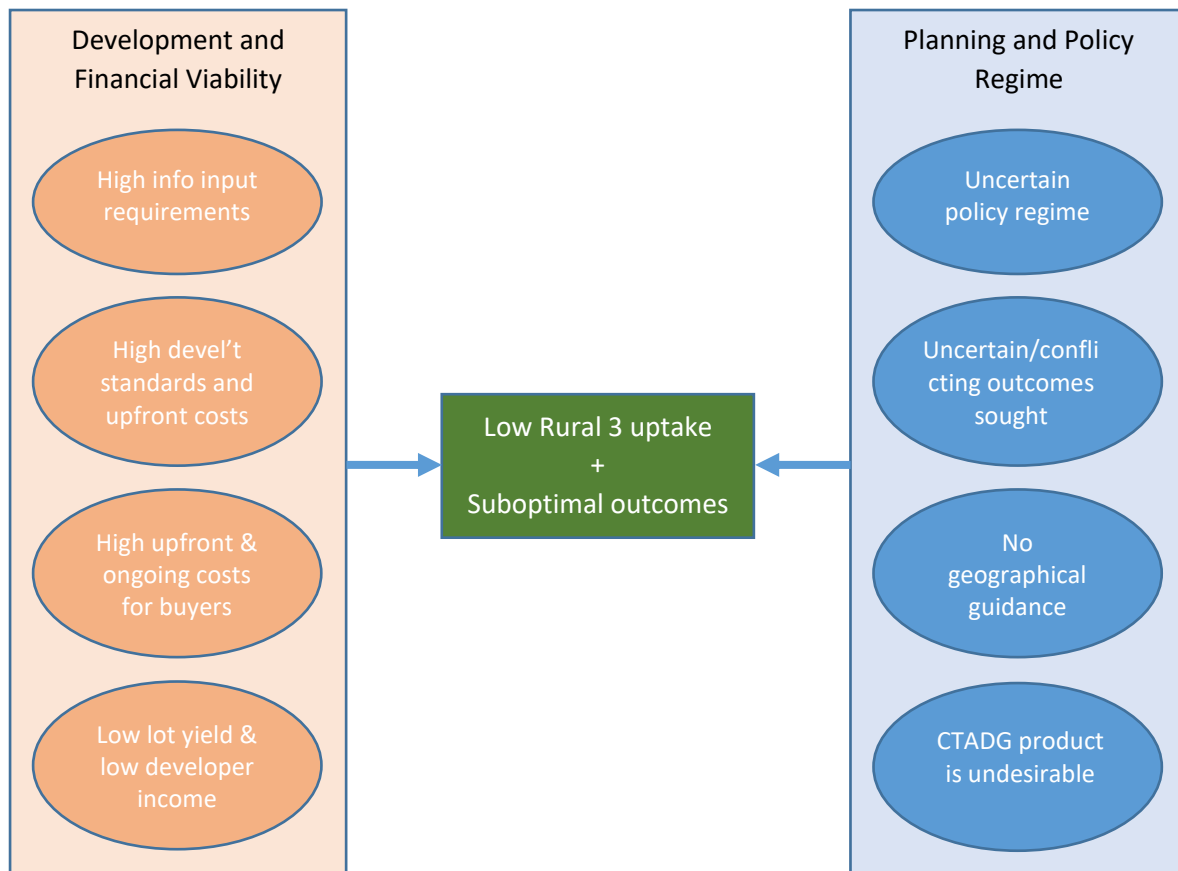 Development and
Financial Viability
High info input
requirements
High devel’t
standards and
upfront costs
High upfront &
ongoing costs
for buyers
Low lot yield &
low developer
income
Low Rural 3 uptake
+
Suboptimal outcomes
Planning and Policy
Regime
Uncertain
policy regime
Uncertain/confli
cting outcomes
sought
No
geographical
guidance
CTADG product
is undesirable